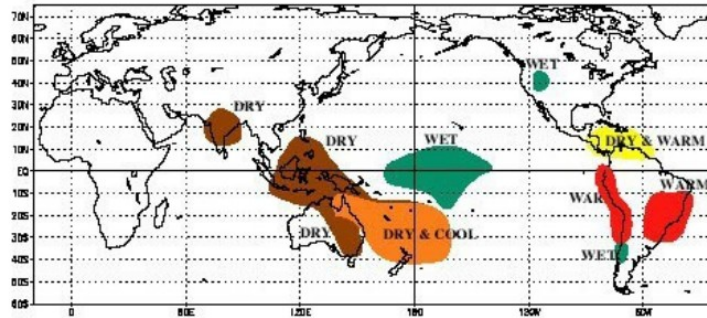 70N
60N
WET
50N
40N
DRY
30N
20N
DRY
WET
DRY & WARM
10N
EQ
10S
WARM
WAR
20S
DRY
DRY & COOL
30S
WET
40S
50S
60S
0
60E
120E
180
120W
60W